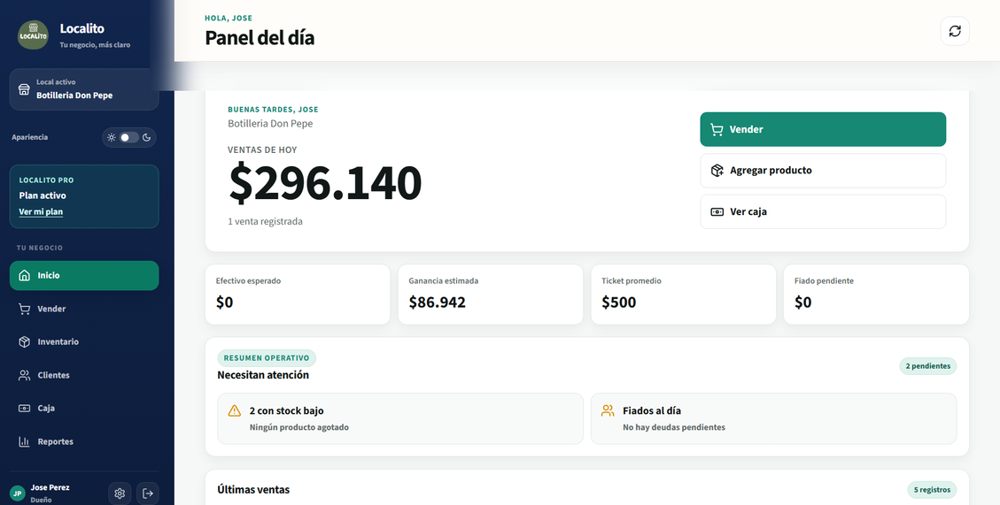 LOCALITO
Localito
Tu negocio, más claro
Local activo
Botilleria Don Pepe
Apariencia
LOCALITO PRO
Plan activo
Ver mi plan
TU NEGOCIO
Inicio
Vender
Inventario
Clientes
Caja
Reportes
JP
Jose Perez
Dueño
HOLA, JOSE
Panel del día
BUENAS TARDES, JOSE
Botilleria Don Pepe
VENTAS DE HOY
$296.140
1 venta registrada
Vender
Agregar producto
Ver caja
Efectivo esperado
$0
Ganancia estimada
$86.942
Ticket promedio
$500
Fiado pendiente
$0
RESUMEN OPERATIVO
Necesitan atención
2 pendientes
2 con stock bajo
Ningún producto agotado
Fiados al día
No hay deudas pendientes
Últimas ventas
5 registros